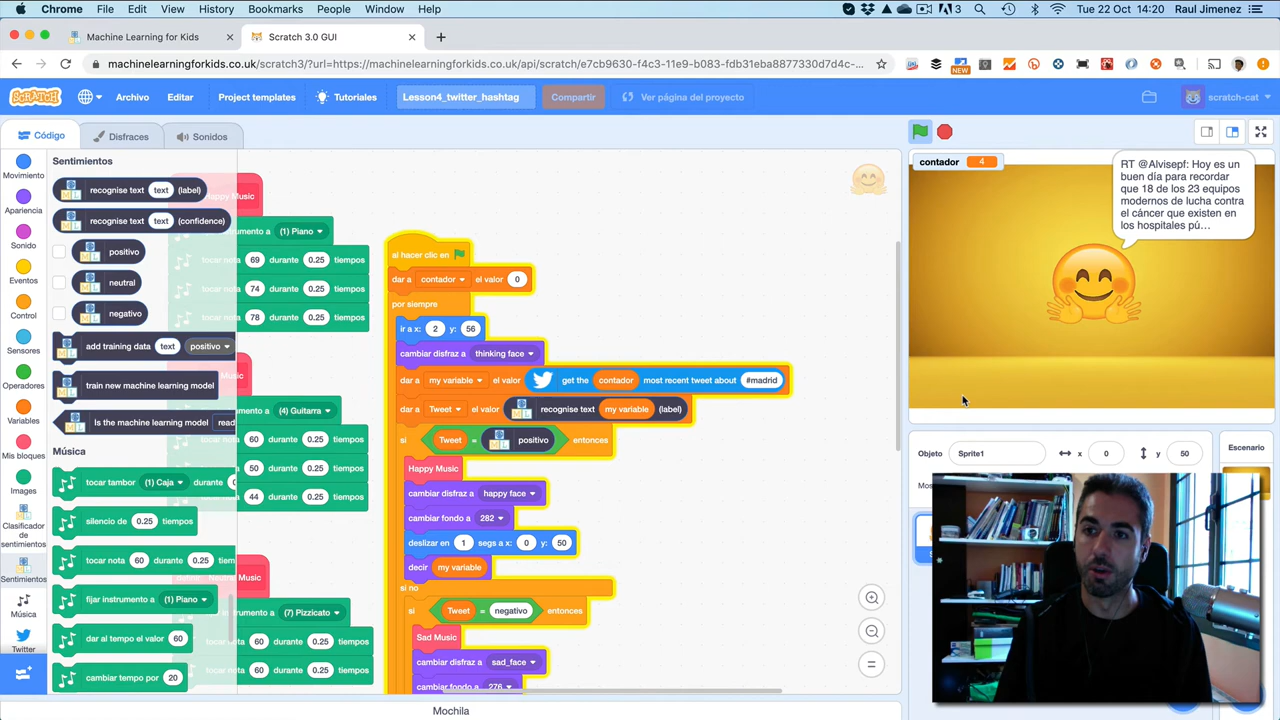 Chrome File Edit View History Bookmarks People Window Help
3 Tue 22 Oct 14:20 Raul Jimenez
Machine Learning for Kids
Scratch 3.0 GUI
machinelearningforkids.co.uk/scratch3/?url=https://machinelearningforkids.co.uk/api/scratch/e7cb9630-f4c3-11e9-b083-fdb31eba8877330d7d4c-...
NEW
SCRATCH Archivo Editar Project templates Tutoriales Lesson4_twitter_hashtag Compartir Ver página del proyecto scratch-cat
Código Disfraces Sonidos
Movimiento
Apariencia
Sonido
Eventos
Control
Sensores
Operadores
Variables
Mis bloques
Images
Clasificador de sentimientos
Sentimientos
Música
Twitter
Sentimientos
recognise text text (label)
recognise text text (confidence)
positivo
neutral
negativo
add training data text positivo
train new machine learning model
Is the machine learning model read
Música
tocar tambor (1) Caja durante
silencio de 0.25 tiempos
tocar nota 60 durante 0.25 tiem
fijar instrumento a (1) Piano
dar al tempo el valor 60
cambiar tempo por 20
Happy Music
(1) Piano
69 durante 0.25 tiempos
74 durante 0.25 tiempos
78 durante 0.25 tiempos
(4) Guitarra
60 durante 0.25 tiempos
50 durante 0.25 tiempos
44 durante 0.25 tiempos
Music
(7) Pizzicato
60 durante 0.25 tiempos
60 durante 0.25 tiempos
al hacer clic en
dar a contador el valor 0
por siempre
ir a x: 2 y: 56
cambiar disfraz a thinking face
dar a my variable el valor get the contador most recent tweet about #madrid
dar a Tweet el valor recognise text my variable (label)
si Tweet = positivo entonces
Happy Music
cambiar disfraz a happy face
cambiar fondo a 282
deslizar en 1 segs a x: 0 y: 50
decir my variable
si no
si Tweet = negativo entonces
Sad Music
cambiar disfraz a sad_face
cambiar fondo a 276
Mochila
contador 4
RT @Alvisepf: Hoy es un
buen día para recordar
que 18 de los 23 equipos
modernos de lucha contra
el cáncer que existen en
los hospitales pú...
Objeto Sprite1 x 0 y 50
Escenario